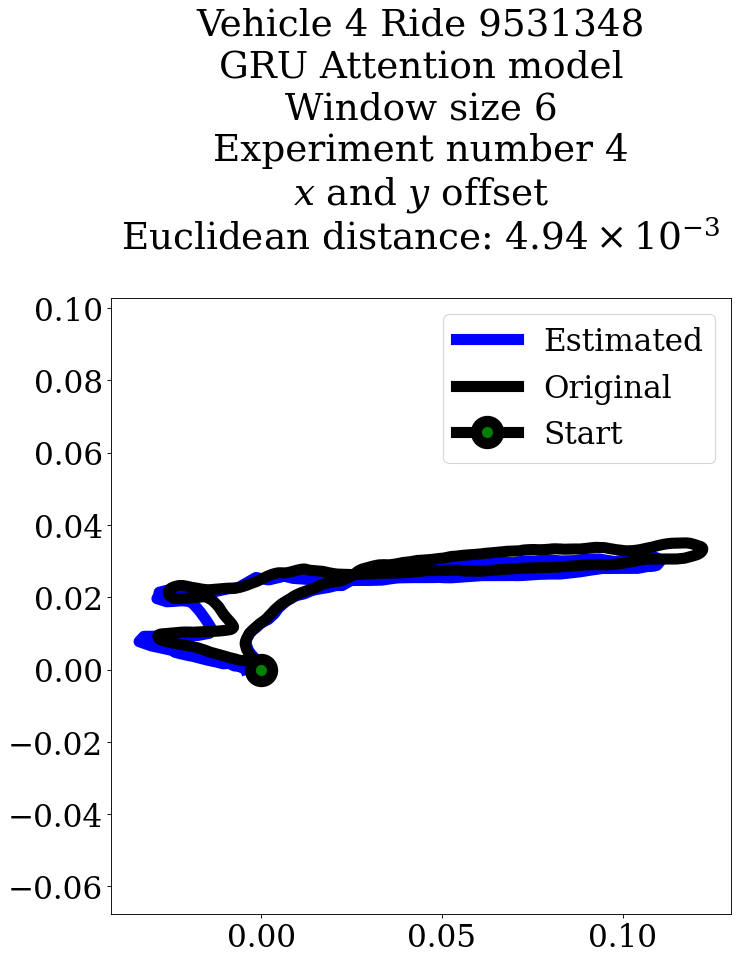 Vehicle 4 Ride 9531348
GRU Attention model
Window size 6
Experiment number 4
x and y offset
Euclidean distance: 4.94 × 10⁻³
Estimated
Original
Start
0.10
0.08
0.06
0.04
0.02
0.00
−0.02
−0.04
−0.06
0.00 0.05 0.10